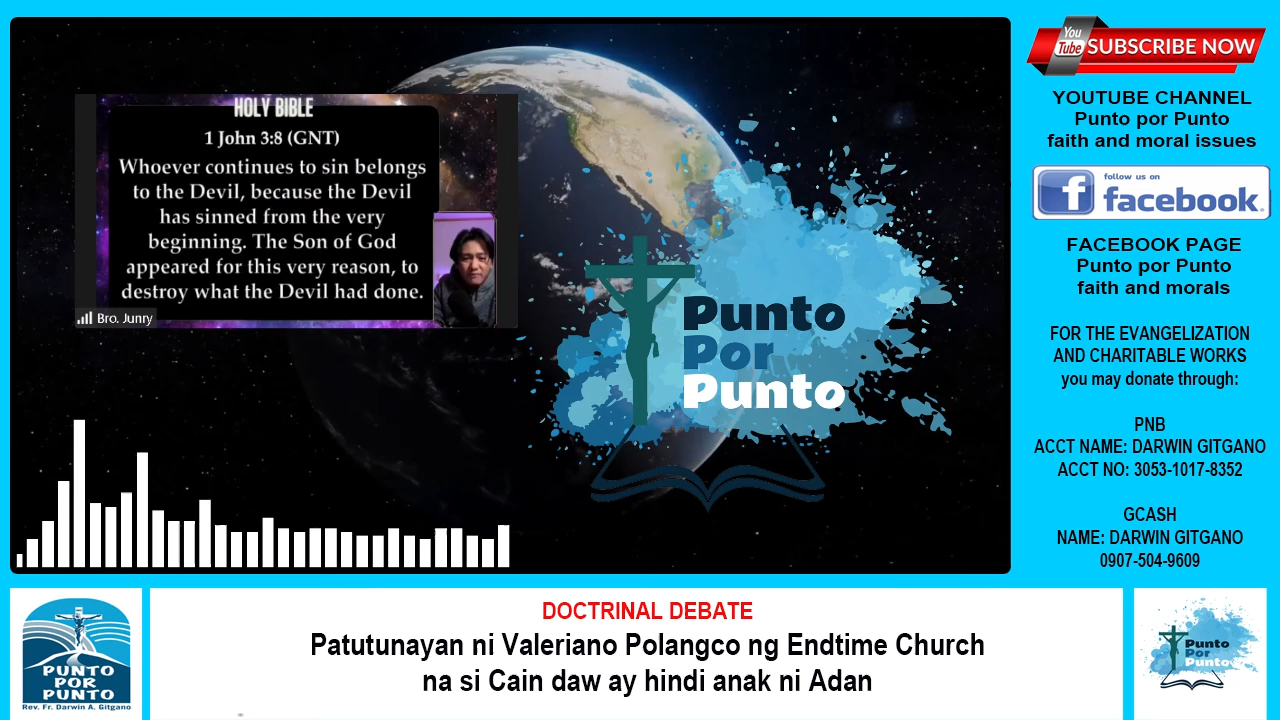 HOLY BIBLE
1 John 3:8 (GNT)
Whoever continues to sin belongs
to the Devil, because the Devil
has sinned from the very
beginning. The Son of God
appeared for this very reason, to
destroy what the Devil had done.
Bro. Junry
Punto
Por
Punto
You
Tube
SUBSCRIBE NOW
YOUTUBE CHANNEL
Punto por Punto
faith and moral issues
follow us on
facebook.
FACEBOOK PAGE
Punto por Punto
faith and morals
FOR THE EVANGELIZATION
AND CHARITABLE WORKS
you may donate through:
PNB
ACCT NAME: DARWIN GITGANO
ACCT NO: 3053-1017-8352
GCASH
NAME: DARWIN GITGANO
0907-504-9609
PUNTO
POR
PUNTO
Rev. Fr. Darwin A. Gitgano
DOCTRINAL DEBATE
Patutunayan ni Valeriano Polangco ng Endtime Church
na si Cain daw ay hindi anak ni Adan
Punto
Por
Punto